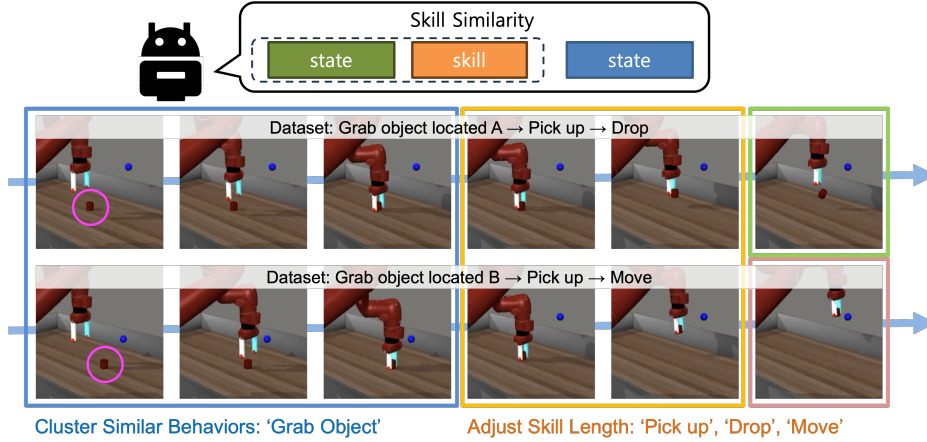 Skill Similarity
state skill state
Dataset: Grab object located A → Pick up → Drop
Dataset: Grab object located B → Pick up → Move
Cluster Similar Behaviors: ‘Grab Object’
Adjust Skill Length: ‘Pick up’, ‘Drop’, ‘Move’